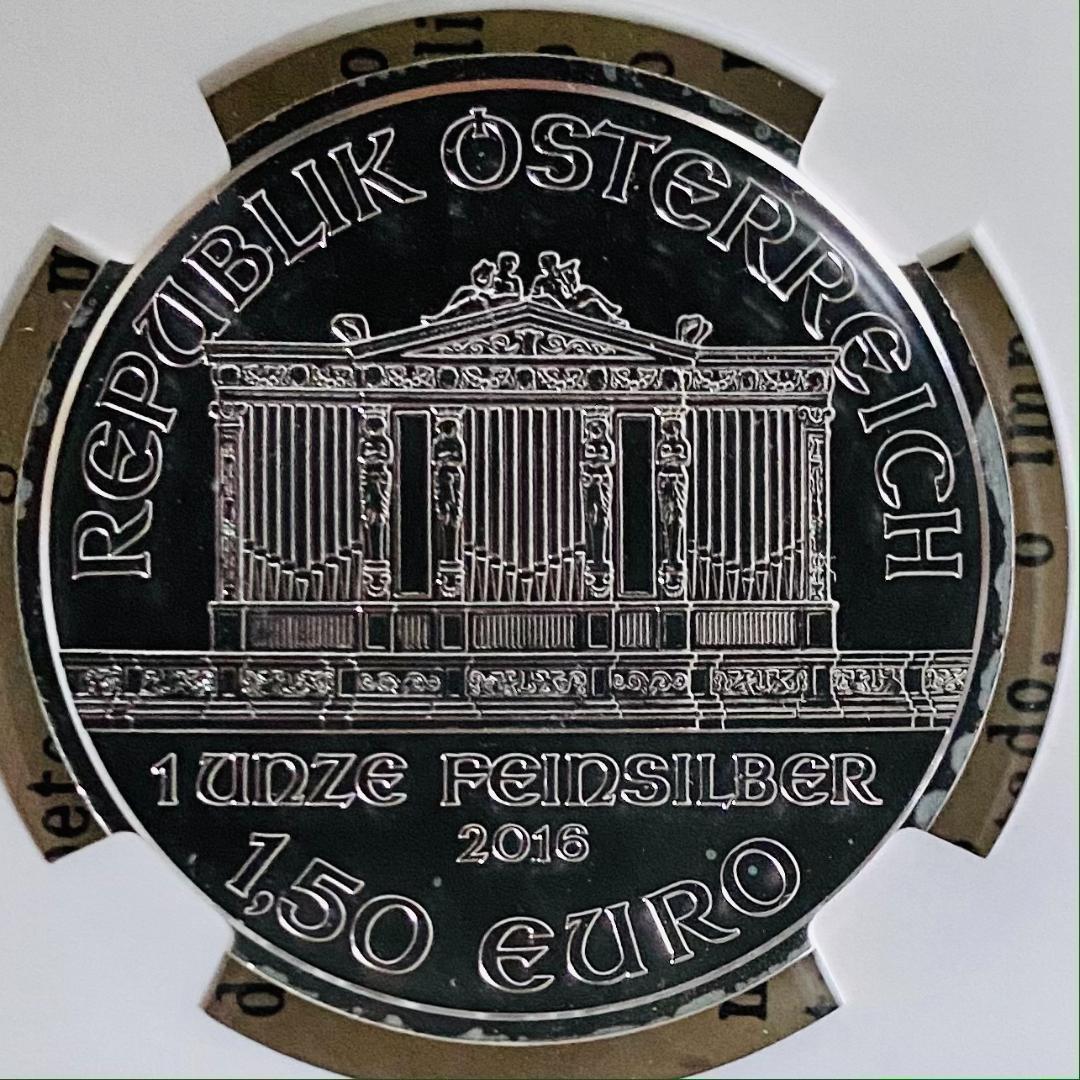 REPUBLIK ÖSTERREICH
1 UNZE FEINSILBER
2016
1,50 EURO